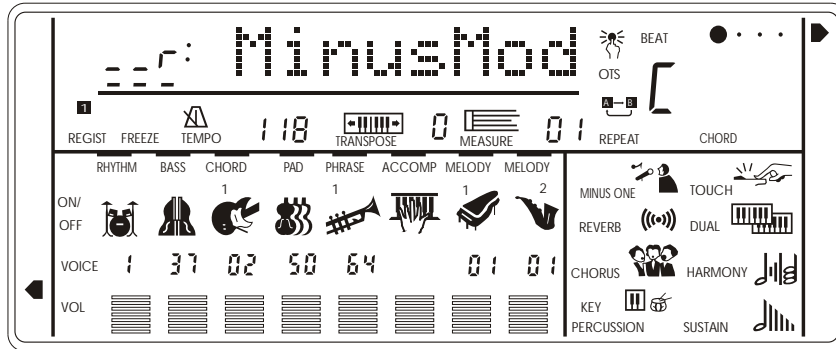 __r: MinusMod
BEAT
OTS
A B C
1
REGIST FREEZE TEMPO 118 TRANSPOSE 0 MEASURE 01 REPEAT CHORD
RHYTHM BASS CHORD PAD PHRASE ACCOMP MELODY MELODY
1 1 1 2
ON/
OFF
VOICE 1 37 02 50 64 01 01
VOL
MINUS ONE TOUCH
REVERB DUAL
CHORUS HARMONY
KEY
PERCUSSION SUSTAIN